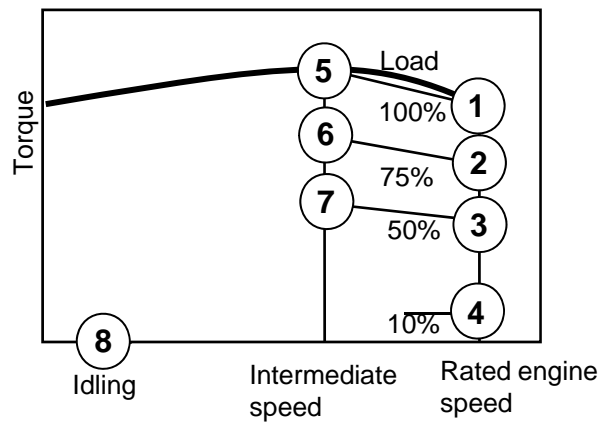 Torque
Load
5
1
100%
6
2
75%
7
3
50%
4
10%
8
Idling
Intermediate
speed
Rated engine
speed